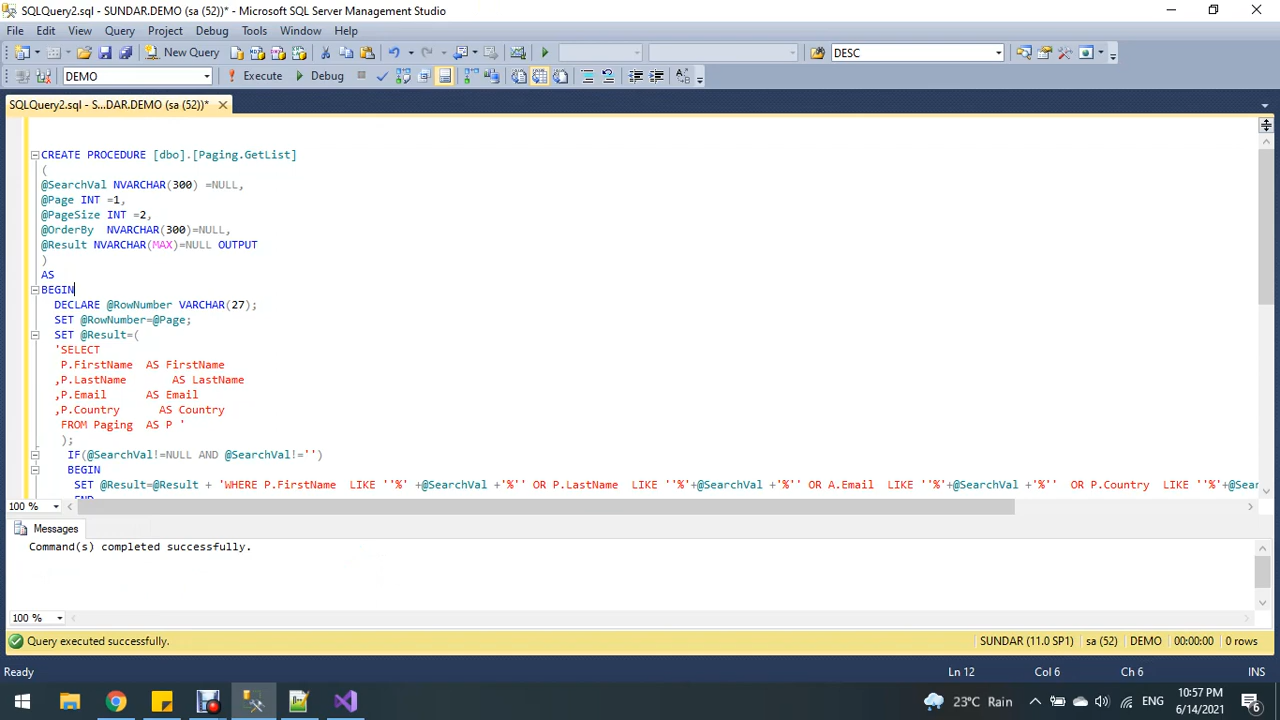 SQLQuery2.sql - SUNDAR.DEMO (sa (52))* - Microsoft SQL Server Management Studio
File Edit View Query Project Debug Tools Window Help
New Query DESC
DEMO Execute Debug
SQLQuery2.sql - S...DAR.DEMO (sa (52))*
CREATE PROCEDURE [dbo].[Paging.GetList]
(
@SearchVal NVARCHAR(300) =NULL,
@Page INT =1,
@PageSize INT =2,
@OrderBy  NVARCHAR(300)=NULL,
@Result NVARCHAR(MAX)=NULL OUTPUT
)
AS
BEGIN
DECLARE @RowNumber VARCHAR(27);
SET @RowNumber=@Page;
SET @Result=(
'SELECT
P.FirstName  AS FirstName
,P.LastName       AS LastName
,P.Email      AS Email
,P.Country      AS Country
FROM Paging  AS P '
);
IF(@SearchVal!=NULL AND @SearchVal!='')
BEGIN
SET @Result=@Result + 'WHERE P.FirstName  LIKE ''%' +@SearchVal +'%'' OR P.LastName  LIKE ''%'+@SearchVal +'%'' OR A.Email  LIKE ''%'+@SearchVal +'%''  OR P.Country  LIKE ''%'+@Sear
END
100 %
Messages
Command(s) completed successfully.
100 %
Query executed successfully. SUNDAR (11.0 SP1) sa (52) DEMO 00:00:00 0 rows
Ready Ln 12 Col 6 Ch 6 INS
23°C Rain ENG 10:57 PM
6/14/2021 6